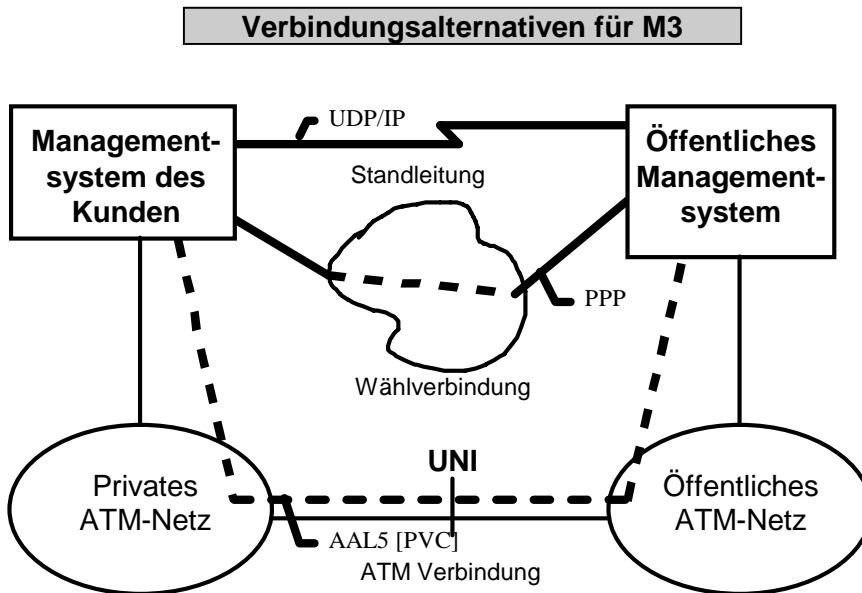 Verbindungsalternativen für M3
UDP/IP
Management-
system des
Kunden
Öffentliches
Management-
system
Standleitung
PPP
Wählverbindung
UNI
Privates
ATM-Netz
Öffentliches
ATM-Netz
AAL5 [PVC]
ATM Verbindung